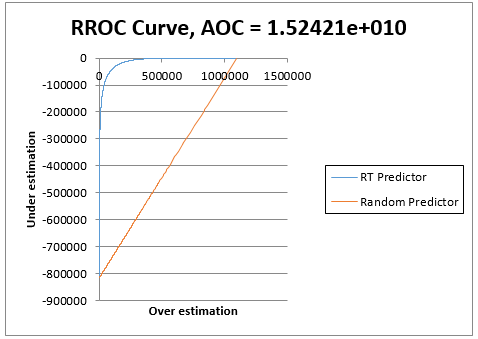 RROC Curve, AOC = 1.52421e+010
0
0 500000 1000000 1500000
-100000
-200000
-300000
-400000
-500000
-600000
-700000
-800000
-900000
Under estimation
Over estimation
RT Predictor
Random Predictor